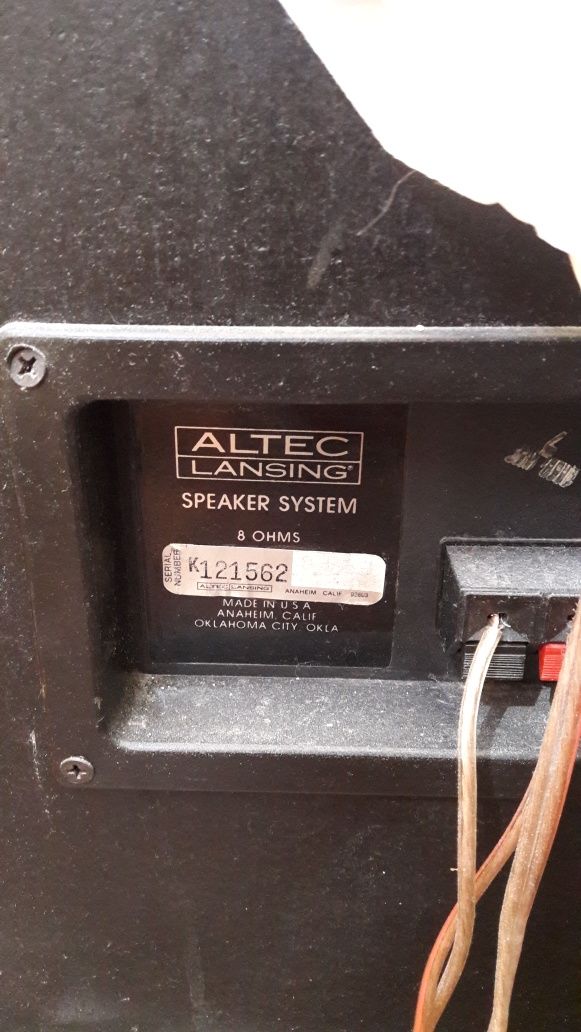 ALTEC
LANSING®
SPEAKER SYSTEM
8 OHMS
SERIAL
NUMBER
K121562
ALTEC LANSING
ANAHEIM CALIF 92803
MADE IN U S A
ANAHEIM, CALIF
OKLAHOMA CITY, OKLA